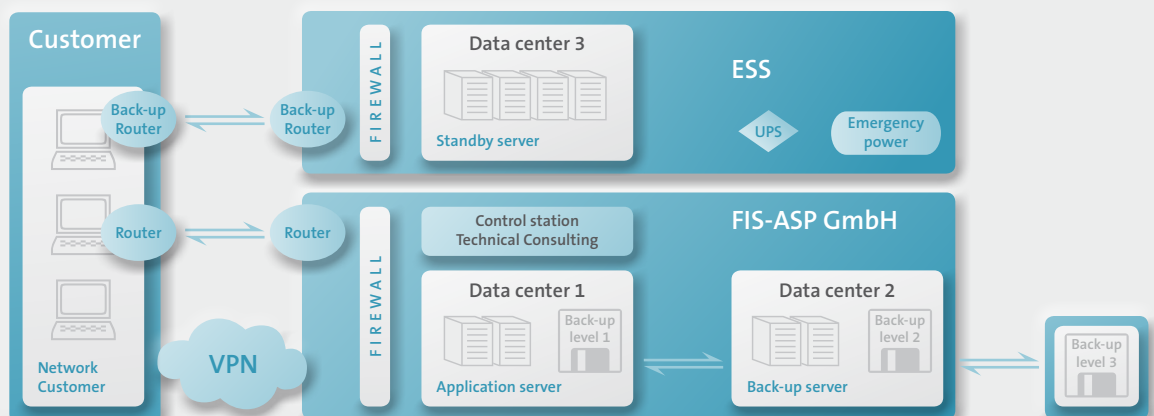 Customer
Back-up
Router
Router
Network
Customer
VPN
Back-up
Router
Router
FIREWALL
Data center 3
Standby server
ESS
UPS
Emergency
power
FIREWALL
Control station
Technical Consulting
FIS-ASP GmbH
Data center 1
Back-up
level 1
Application server
Data center 2
Back-up
level 2
Back-up server
Back-up
level 3